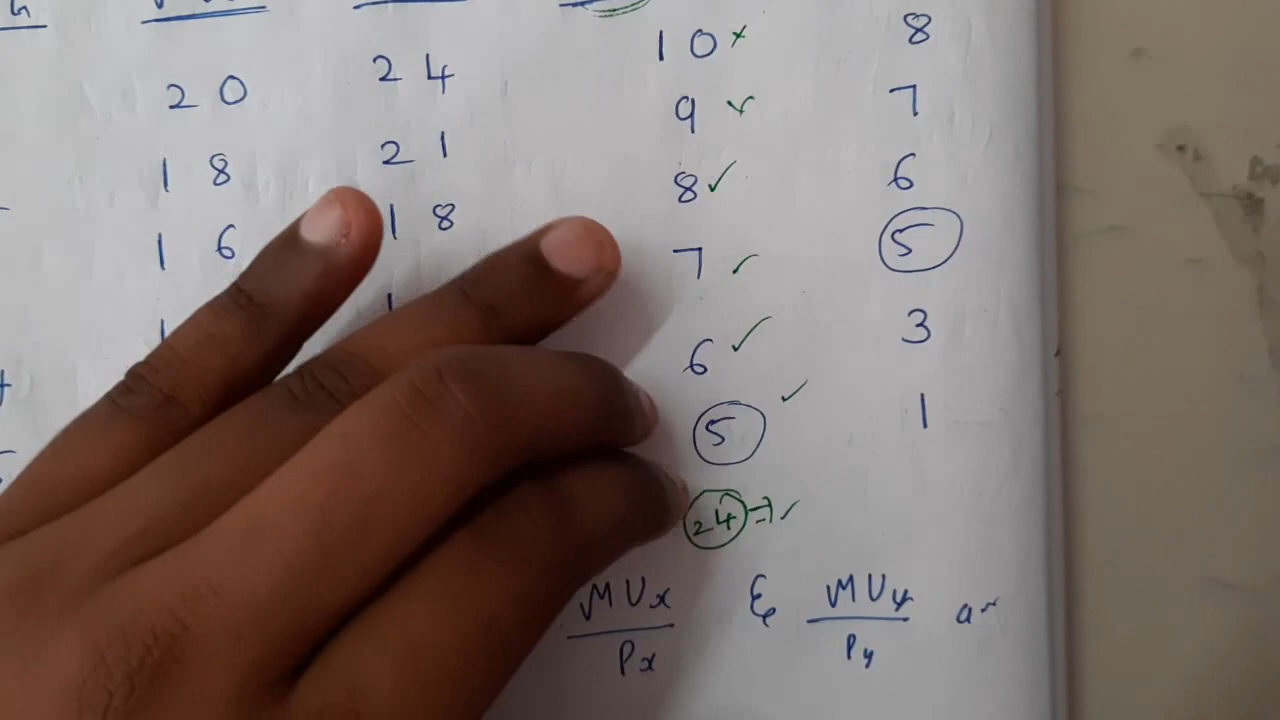 10 × 8
20 24 9 ✓ 7
18 21 8 ✓ 6
16 18 7 ✓ 5
6 ✓ 3
5 ✓ 1
24 ⇒ ✓
MUx/Px & MUy/Py